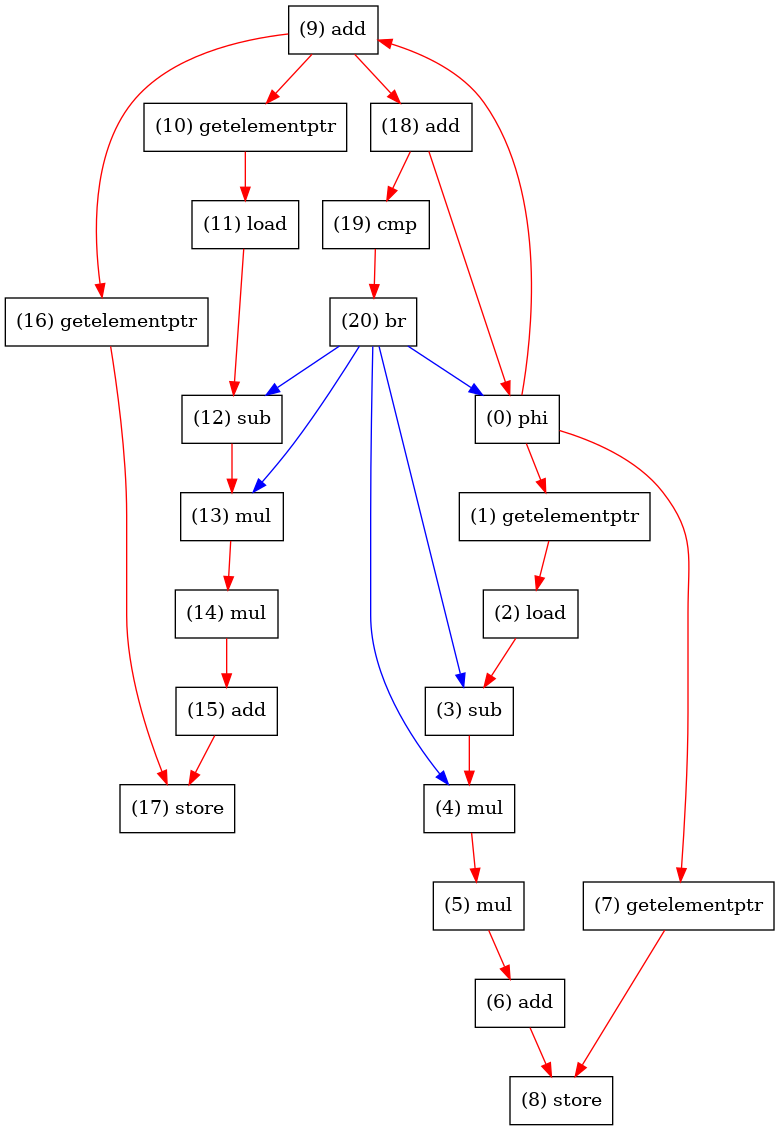 (9) add
(10) getelementptr
(18) add
(11) load
(19) cmp
(16) getelementptr
(20) br
(12) sub
(0) phi
(13) mul
(1) getelementptr
(14) mul
(2) load
(15) add
(3) sub
(17) store
(4) mul
(5) mul
(7) getelementptr
(6) add
(8) store